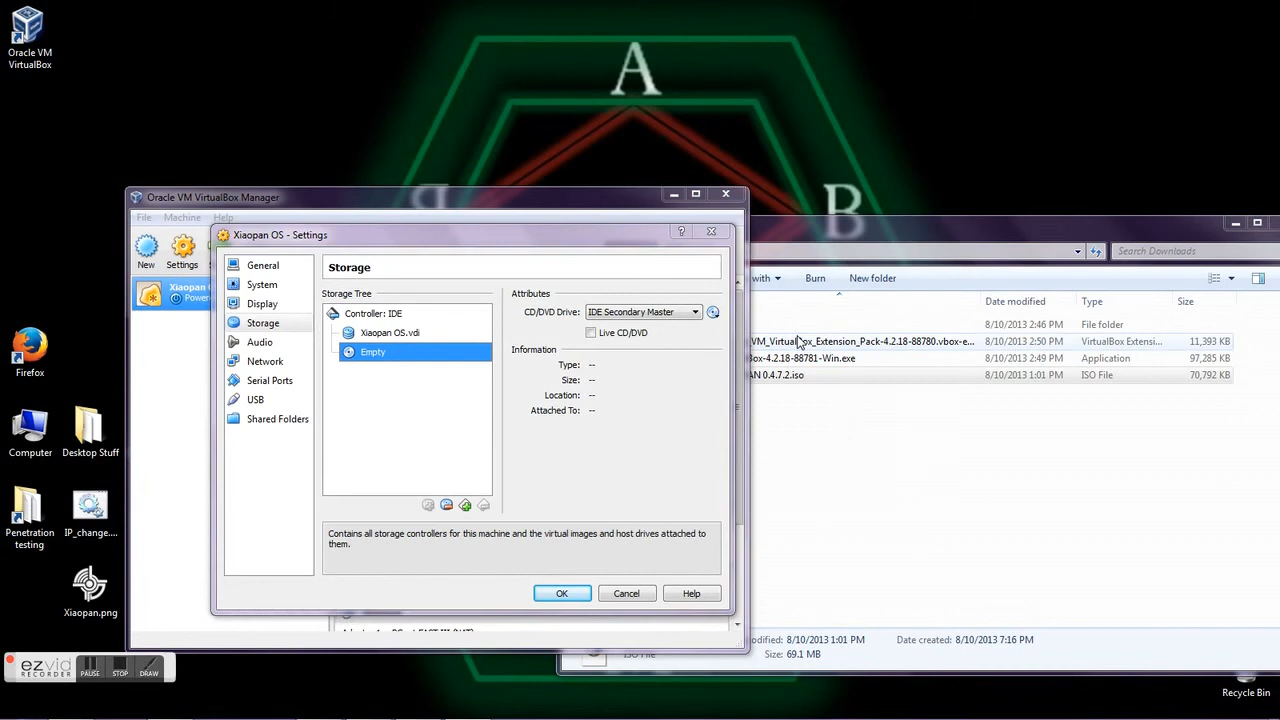 Oracle VM
VirtualBox
A
B
Oracle VM VirtualBox Manager
File Machine Help
New
Settings
Xiaopan OS - Settings
General
System
Display
Storage
Audio
Network
Serial Ports
USB
Shared Folders
Storage
Storage Tree
Controller: IDE
Xiaopan OS.vdi
Empty
Attributes
CD/DVD Drive: IDE Secondary Master
Live CD/DVD
Information
Type: --
Size: --
Location: --
Attached To: --
Contains all storage controllers for this machine and the virtual images and host drives attached to
them.
OK Cancel Help
Search Downloads
with Burn New folder
Date modified Type Size
8/10/2013 2:46 PM File folder
VM_VirtualBox_Extension_Pack-4.2.18-88780.vbox-e... 8/10/2013 2:50 PM VirtualBox Extensi... 11,393 KB
Box-4.2.18-88781-Win.exe 8/10/2013 2:49 PM Application 97,285 KB
AN 0.4.7.2.iso 8/10/2013 1:01 PM ISO File 70,792 KB
odified: 8/10/2013 1:01 PM Date created: 8/10/2013 7:16 PM
ISO File Size: 69.1 MB
Firefox
Computer
Desktop Stuff
Penetration
testing
IP_change....
Xiaopan.png
ezvid
RECORDER
PAUSE STOP DRAW
Recycle Bin